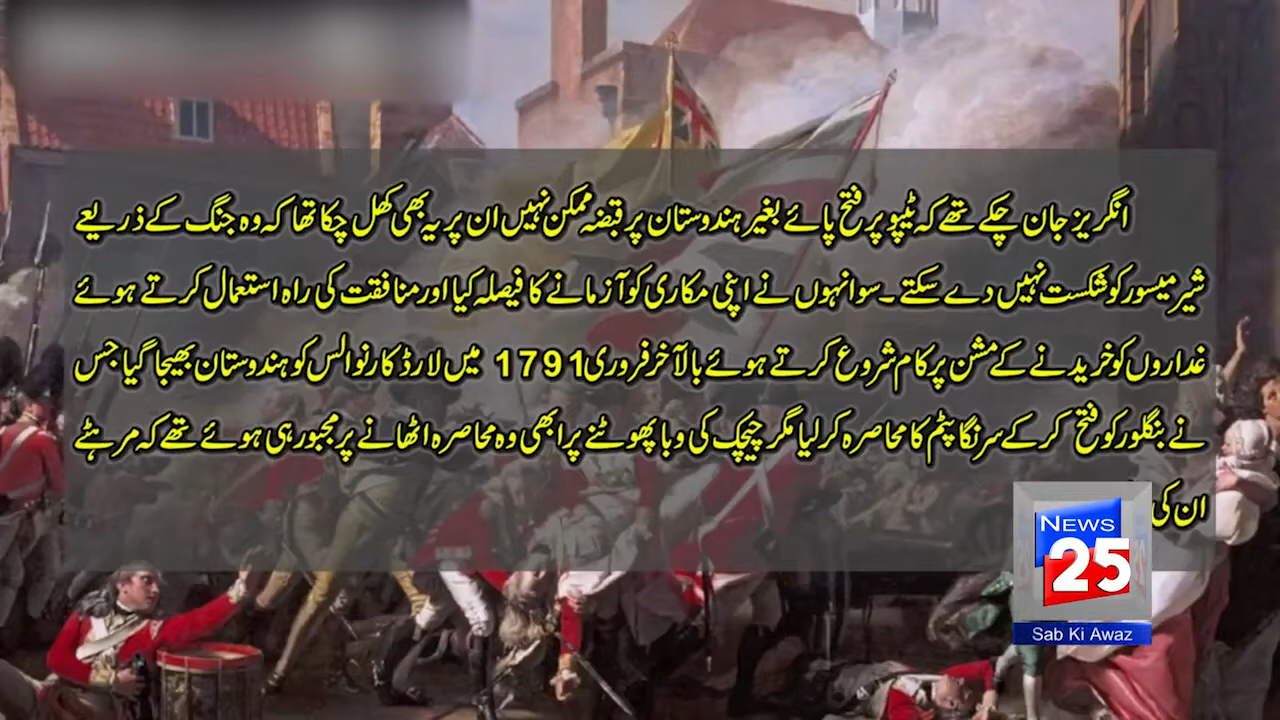 انگریز جان چکے تھے کہ ٹیپو پر فتح پائے بغیر ہندوستان پر قبضہ ممکن نہیں ان پر یہ بھی کھل چکا تھا کہ وہ جنگ کے ذریعے
شیر میسور کو شکست نہیں دے سکتے ۔ سو انہوں نے اپنی مکاری کو آزمانے کا فیصلہ کیا اور منافقت کی راہ استعمال کرتے ہوئے
غداروں کو خریدنے کے مشن پر کام شروع کرتے ہوئے بالآخر فروری 1791 میں لارڈ کارنوالس کو ہندوستان بھیجا گیا جس
نے بنگلور کو فتح کر کے سرنگا پٹم کا محاصرہ کر لیا مگر چیچک کی وبا پھوٹنے پر ابھی وہ محاصرہ اٹھانے پر مجبور ہی ہوئے تھے کہ مرہٹے
ان کی
NEWS
25
Sab Ki Awaz